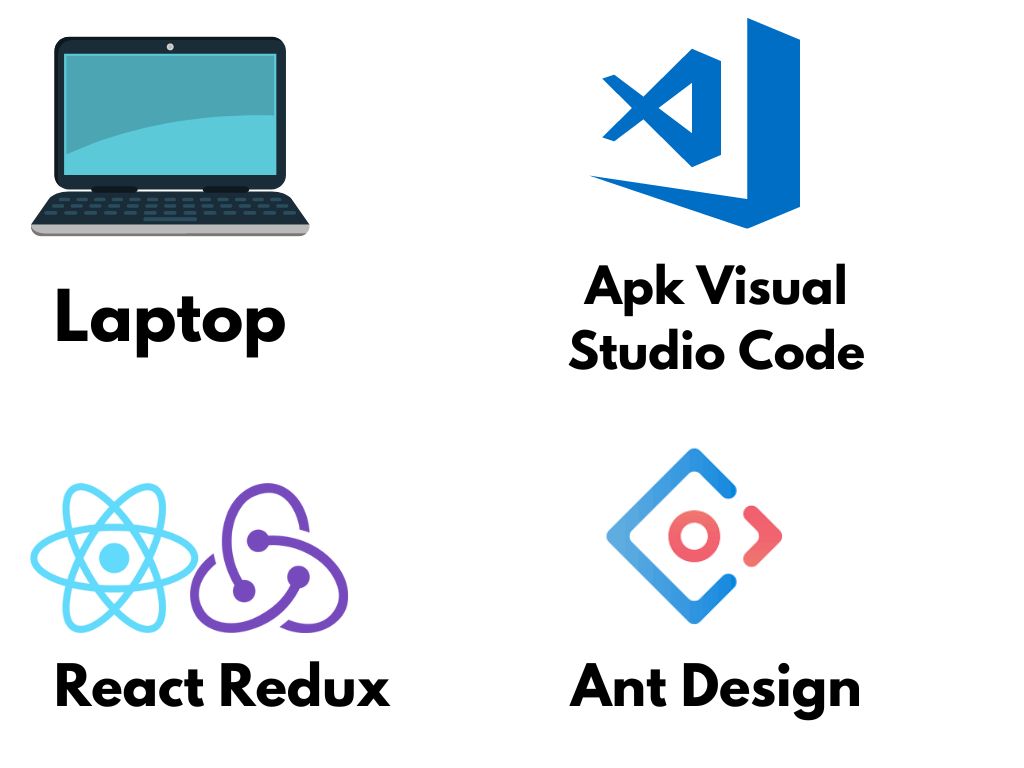 Laptop
Apk Visual
Studio Code
React Redux
Ant Design